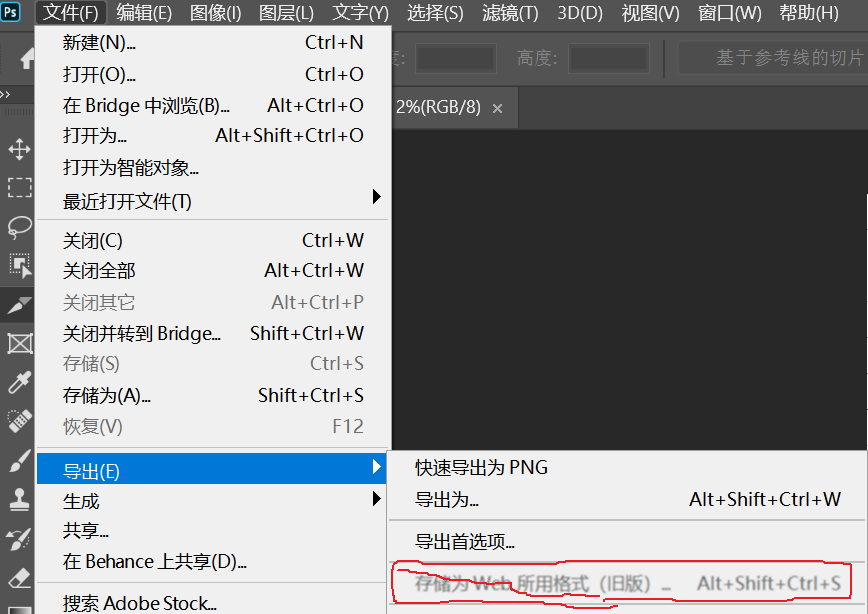 Ps 文件(F) 编辑(E) 图像(I) 图层(L) 文字(Y) 选择(S) 滤镜(T) 3D(D) 视图(V) 窗口(W) 帮助(H)
度: 高度: 基于参考线的切片
2%(RGB/8) ×
新建(N)... Ctrl+N
打开(O)... Ctrl+O
在 Bridge 中浏览(B)... Alt+Ctrl+O
打开为... Alt+Shift+Ctrl+O
打开为智能对象...
最近打开文件(T)
关闭(C) Ctrl+W
关闭全部 Alt+Ctrl+W
关闭其它 Alt+Ctrl+P
关闭并转到 Bridge... Shift+Ctrl+W
存储(S) Ctrl+S
存储为(A)... Shift+Ctrl+S
恢复(V) F12
导出(E)
生成
共享...
在 Behance 上共享(D)...
搜索 Adobe Stock...
快速导出为 PNG
导出为... Alt+Shift+Ctrl+W
导出首选项...
存储为 Web 所用格式（旧版）... Alt+Shift+Ctrl+S